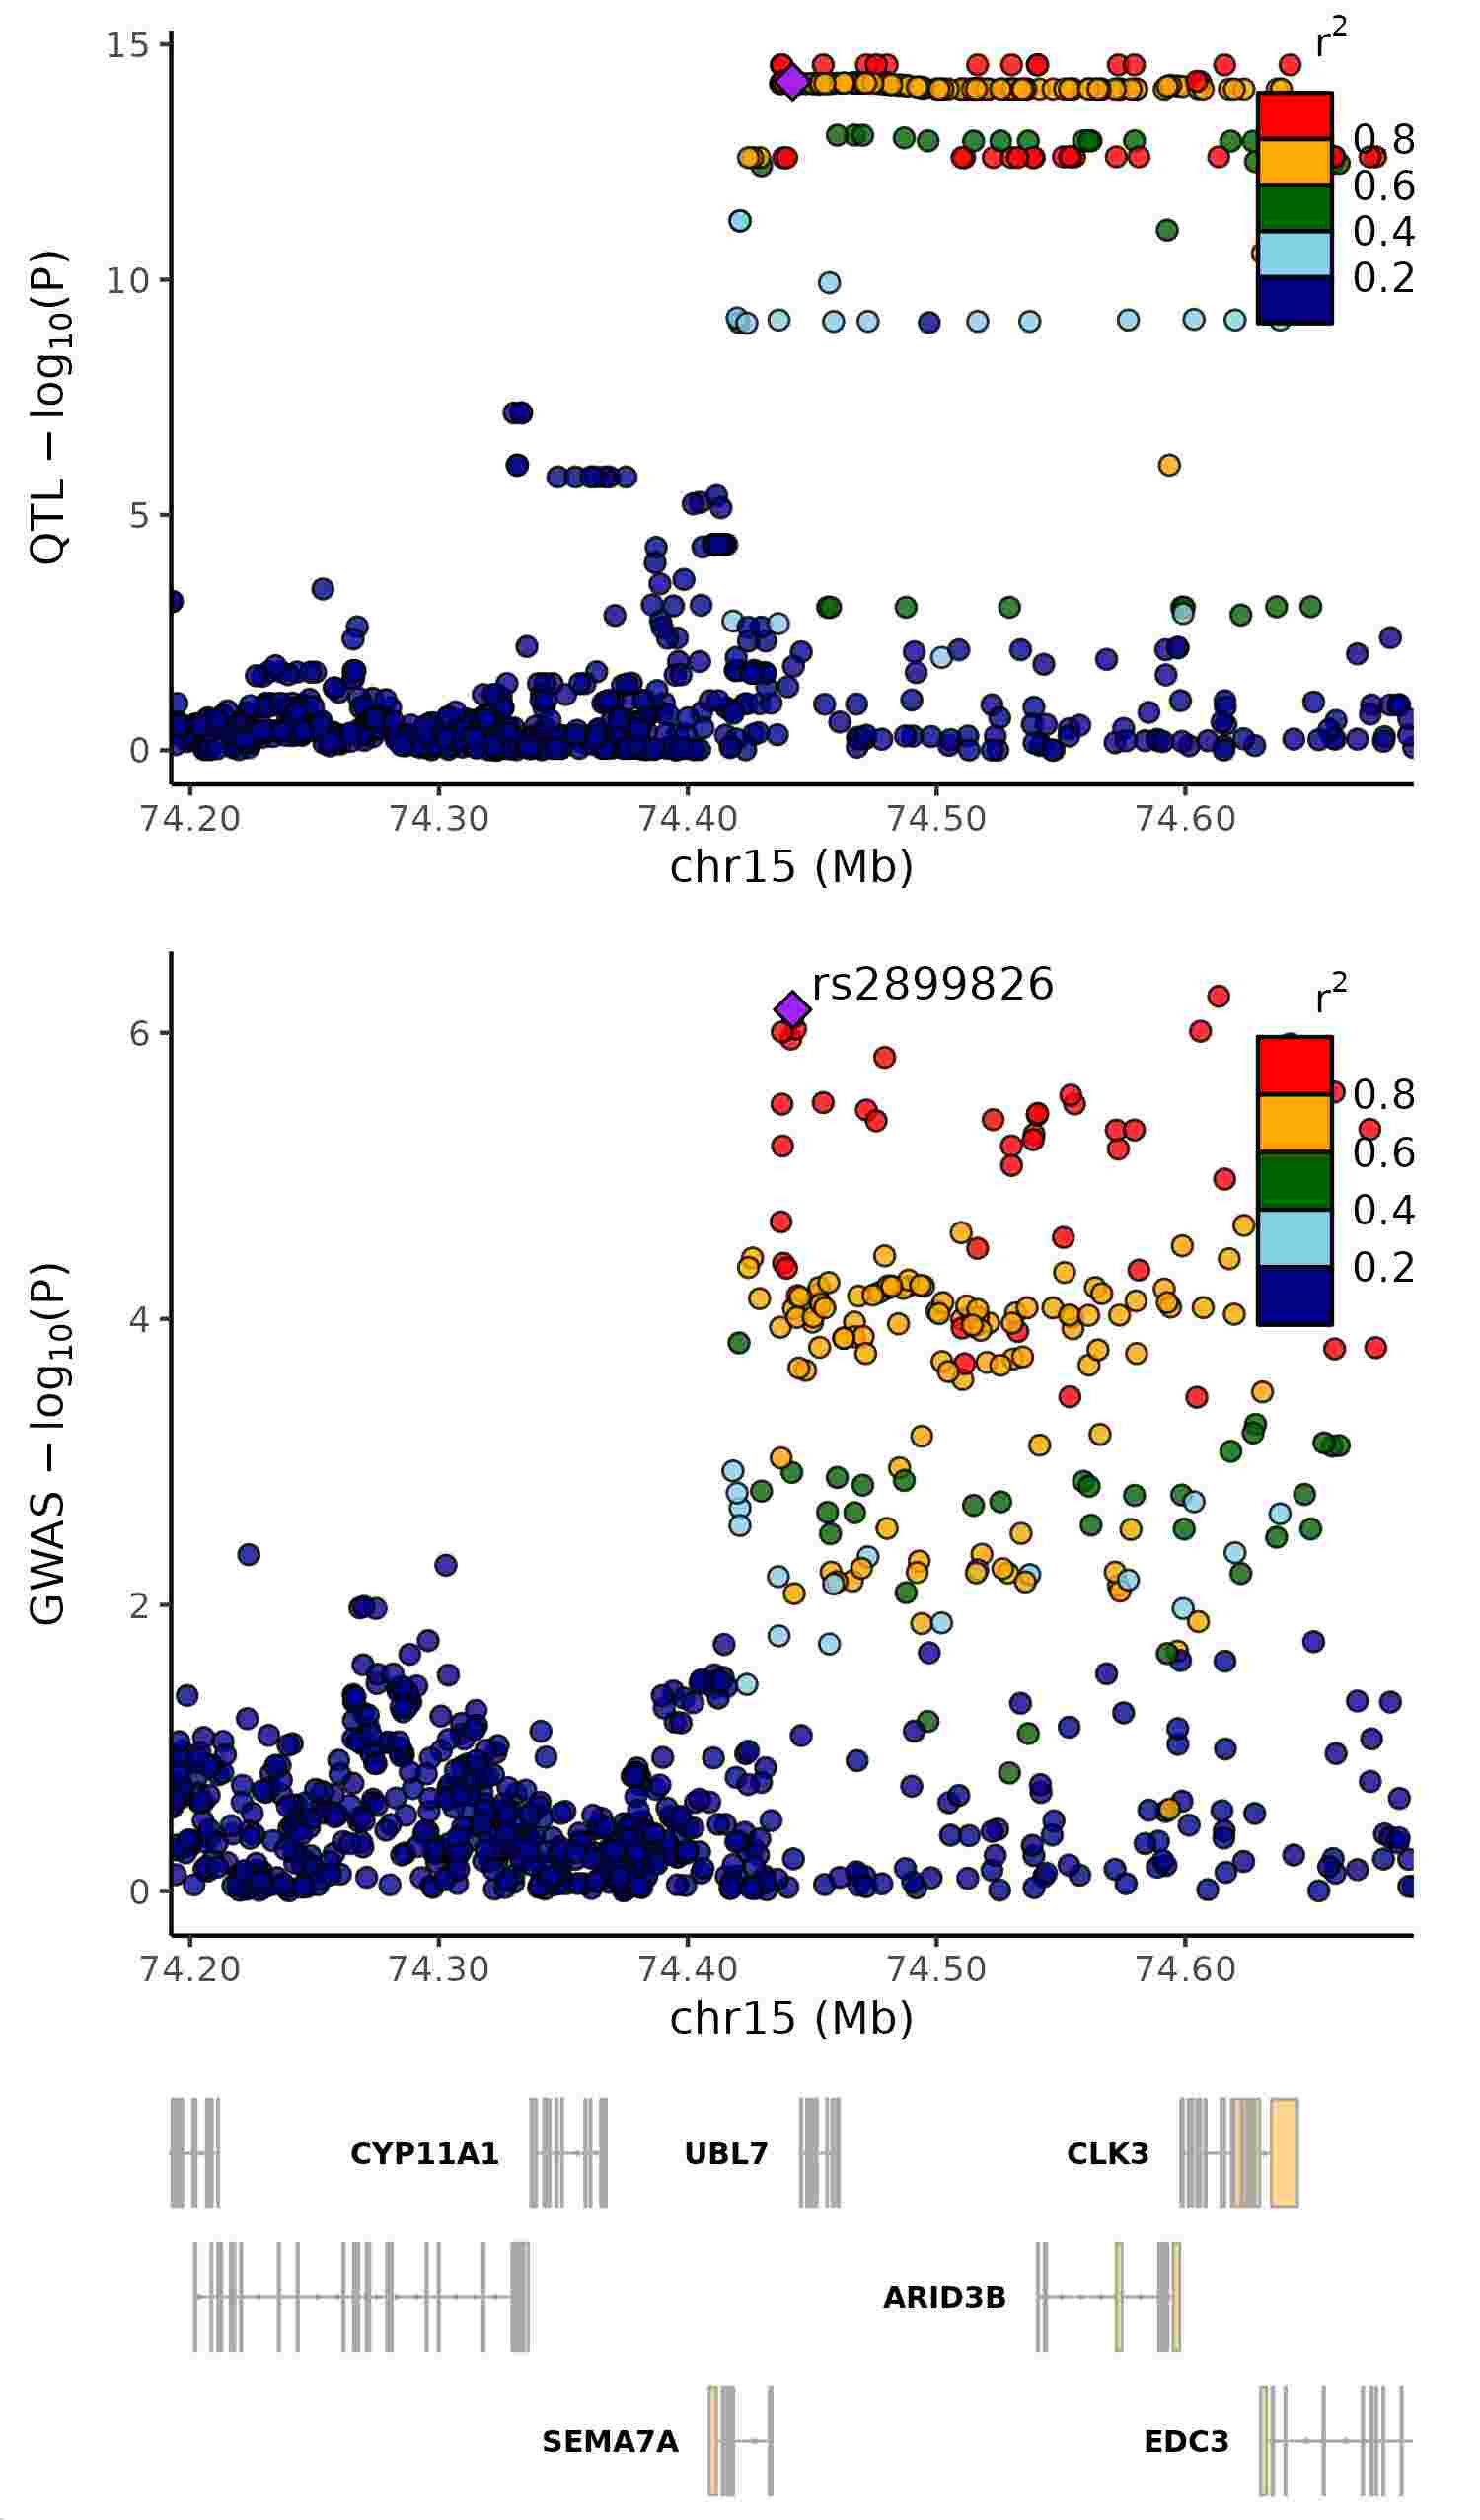 r²
15
10
5
0
QTL − log₁₀(P)
0.8
0.6
0.4
0.2
74.20 74.30 74.40 74.50 74.60
chr15 (Mb)
rs2899826
r²
6
4
2
0
GWAS − log₁₀(P)
0.8
0.6
0.4
0.2
74.20 74.30 74.40 74.50 74.60
chr15 (Mb)
CYP11A1 UBL7 CLK3
ARID3B
SEMA7A EDC3